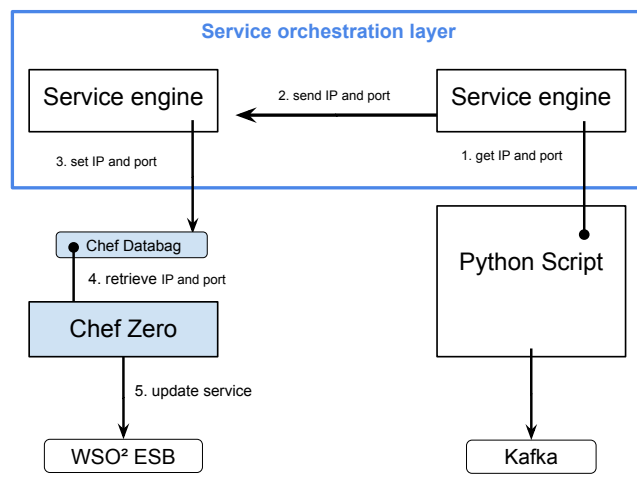 Service orchestration layer
Service engine
2. send IP and port
Service engine
3. set IP and port
1. get IP and port
Chef Databag
4. retrieve IP and port
Python Script
Chef Zero
5. update service
WSO² ESB
Kafka